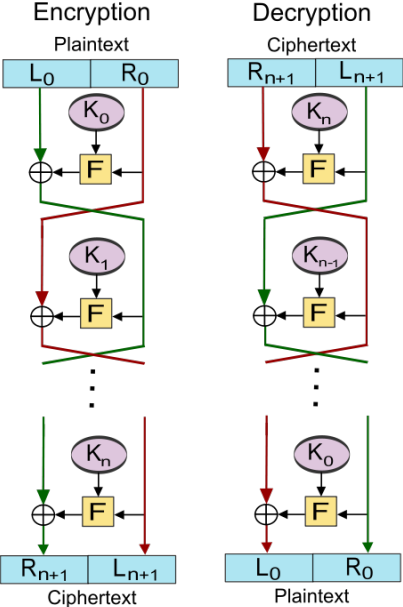 Encryption
Plaintext
L0 R0
K0
F
K1
F
Kn
F
Rn+1 Ln+1
Ciphertext
Decryption
Ciphertext
Rn+1 Ln+1
Kn
F
Kn-1
F
K0
F
L0 R0
Plaintext